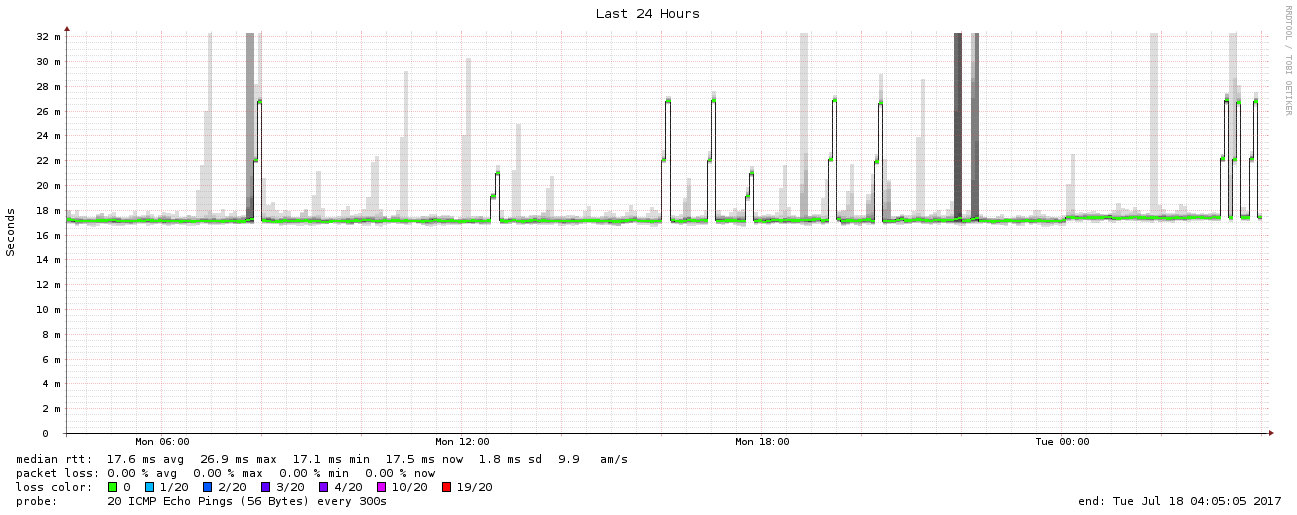 Last 24 Hours
RRDTOOL / TOBI OETIKER
Seconds
32 m
30 m
28 m
26 m
24 m
22 m
20 m
18 m
16 m
14 m
12 m
10 m
8 m
6 m
4 m
2 m
0
Mon 06:00 Mon 12:00 Mon 18:00 Tue 00:00
median rtt: 17.6 ms avg 26.9 ms max 17.1 ms min 17.5 ms now 1.8 ms sd 9.9 am/s
packet loss: 0.00 % avg 0.00 % max 0.00 % min 0.00 % now
loss color: 0 1/20 2/20 3/20 4/20 10/20 19/20
probe: 20 ICMP Echo Pings (56 Bytes) every 300s end: Tue Jul 18 04:05:05 2017